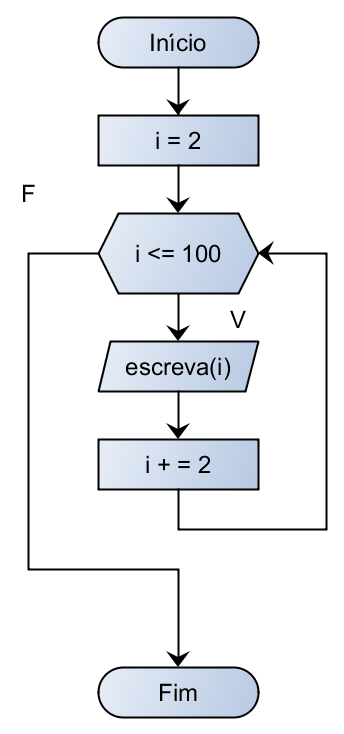 Início
i = 2
F
i <= 100
V
escreva(i)
i + = 2
Fim